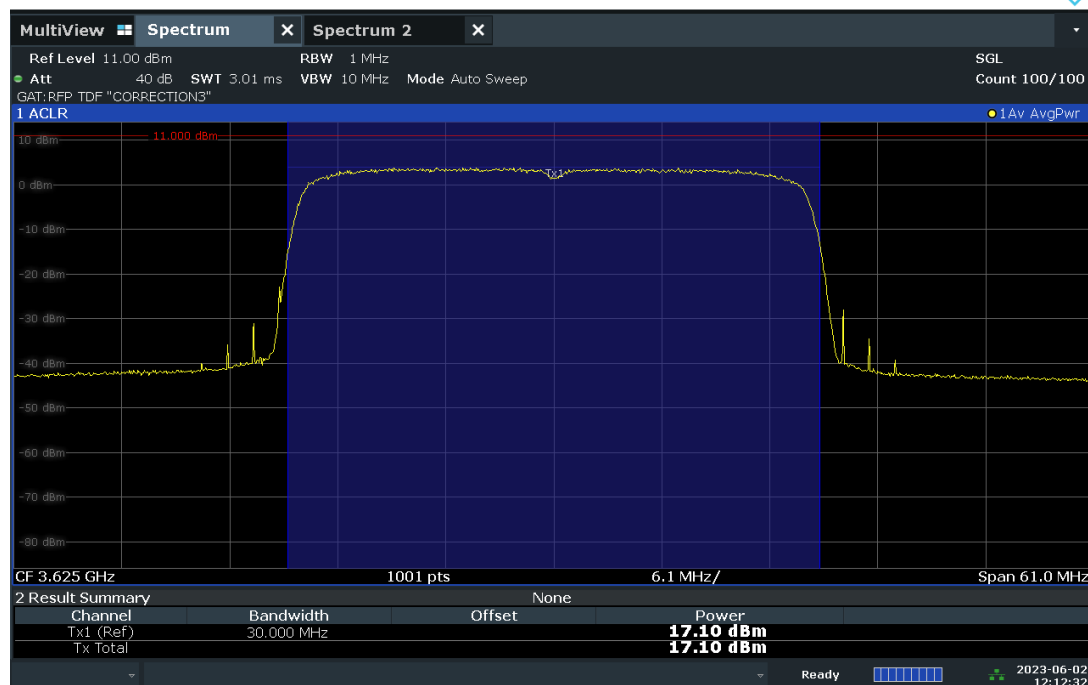 MultiView Spectrum X Spectrum 2 X
Ref Level 11.00 dBm RBW 1 MHz SGL
Att 40 dB SWT 3.01 ms VBW 10 MHz Mode Auto Sweep Count 100/100
GAT:RFP TDF "CORRECTION3"
1 ACLR 1Av AvgPwr
10 dBm 11.000 dBm
Tx1
0 dBm
-10 dBm
-20 dBm
-30 dBm
-40 dBm
-50 dBm
-60 dBm
-70 dBm
-80 dBm
CF 3.625 GHz 1001 pts 6.1 MHz/ Span 61.0 MHz
2 Result Summary None
Channel Bandwidth Offset Power
Tx1 (Ref) 30.000 MHz 17.10 dBm
Tx Total 17.10 dBm
Ready 2023-06-02
12:12:32